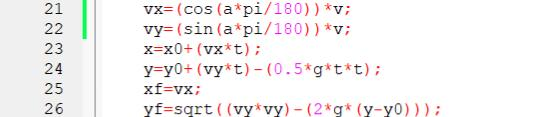 21 vx=(cos(a*pi/180))*v;
22 vy=(sin(a*pi/180))*v;
23 x=x0+(vx*t);
24 y=y0+(vy*t)-(0.5*g*t*t);
25 xf=vx;
26 yf=sqrt((vy*vy)-(2*g*(y-y0)));